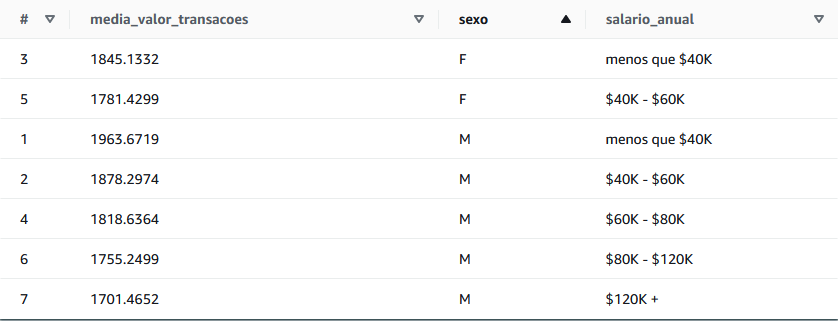 # media_valor_transacoes sexo salario_anual
3 1845.1332 F menos que $40K
5 1781.4299 F $40K - $60K
1 1963.6719 M menos que $40K
2 1878.2974 M $40K - $60K
4 1818.6364 M $60K - $80K
6 1755.2499 M $80K - $120K
7 1701.4652 M $120K +